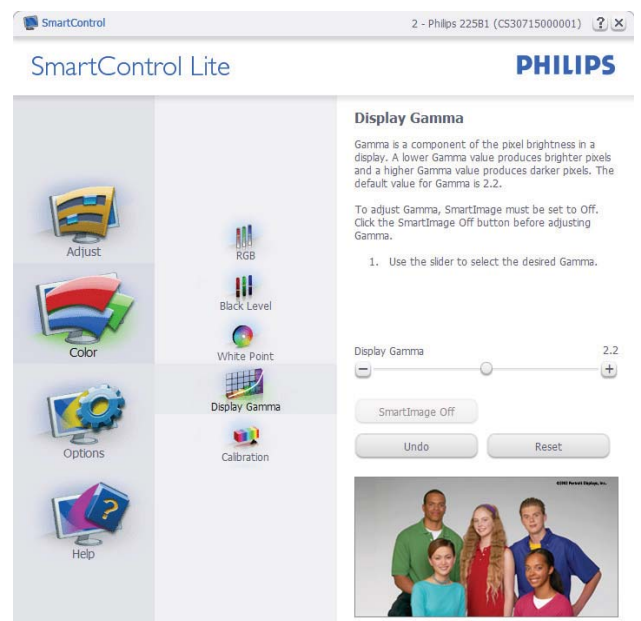 SmartControl
2 - Philips 225B1 (CS30715000001)
?
SmartControl Lite
PHILIPS
Adjust
Color
Options
?
Help
RGB
Black Level
White Point
Display Gamma
Calibration
Display Gamma
Gamma is a component of the pixel brightness in a
display. A lower Gamma value produces brighter pixels
and a higher Gamma value produces darker pixels. The
default value for Gamma is 2.2.
To adjust Gamma, SmartImage must be set to Off.
Click the SmartImage Off button before adjusting
Gamma.
1. Use the slider to select the desired Gamma.
Display Gamma 2.2
SmartImage Off
Undo Reset
Portrait Displays, Inc.